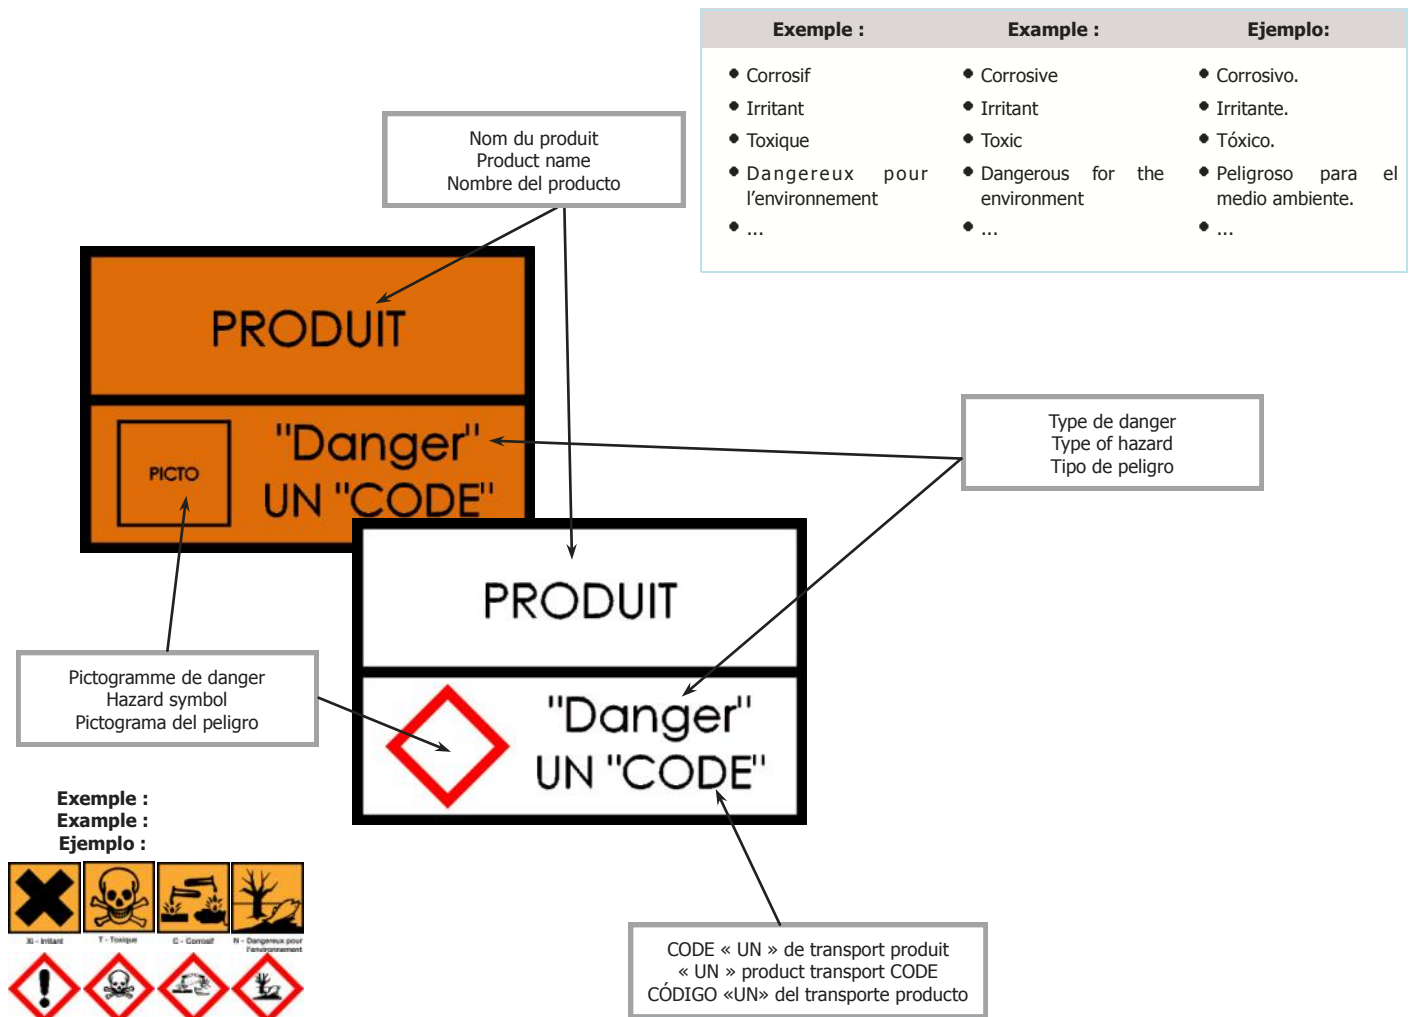 Exemple :
Example :
Ejemplo:
Corrosif
Irritant
Toxique
Dangereux pour
l’environnement
...
Corrosive
Irritant
Toxic
Dangerous for the
environment
...
Corrosivo.
Irritante.
Tóxico.
Peligroso para el
medio ambiente.
...
Nom du produit
Product name
Nombre del producto
PRODUIT
PICTO
"Danger"
UN "CODE"
Type de danger
Type of hazard
Tipo de peligro
PRODUIT
"Danger"
UN "CODE"
Pictogramme de danger
Hazard symbol
Pictograma del peligro
Exemple :
Example :
Ejemplo :
Xi - Irritant
T - Toxique
C - Corrosif
N - Dangereux pour
l'environnement
CODE « UN » de transport produit
« UN » product transport CODE
CÓDIGO «UN» del transporte producto